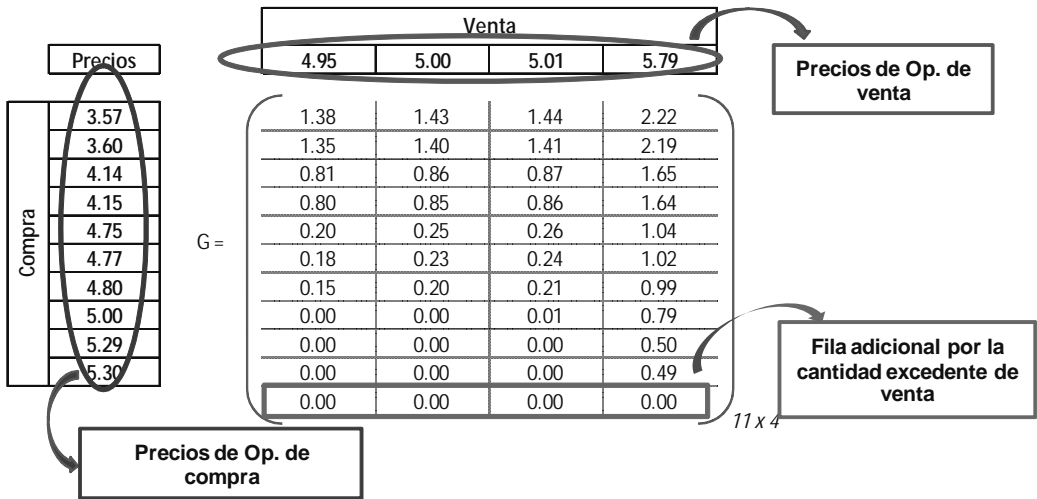 Venta
Precios 4.95 5.00 5.01 5.79
Precios de Op. de
venta
Compra
3.57 1.38 1.43 1.44 2.22
3.60 1.35 1.40 1.41 2.19
4.14 0.81 0.86 0.87 1.65
4.15 0.80 0.85 0.86 1.64
4.75 0.20 0.25 0.26 1.04
G =
4.77 0.18 0.23 0.24 1.02
4.80 0.15 0.20 0.21 0.99
5.00 0.00 0.00 0.01 0.79
5.29 0.00 0.00 0.00 0.50
5.30 0.00 0.00 0.00 0.49
0.00 0.00 0.00 0.00
11 x 4
Fila adicional por la
cantidad excedente de
venta
Precios de Op. de
compra